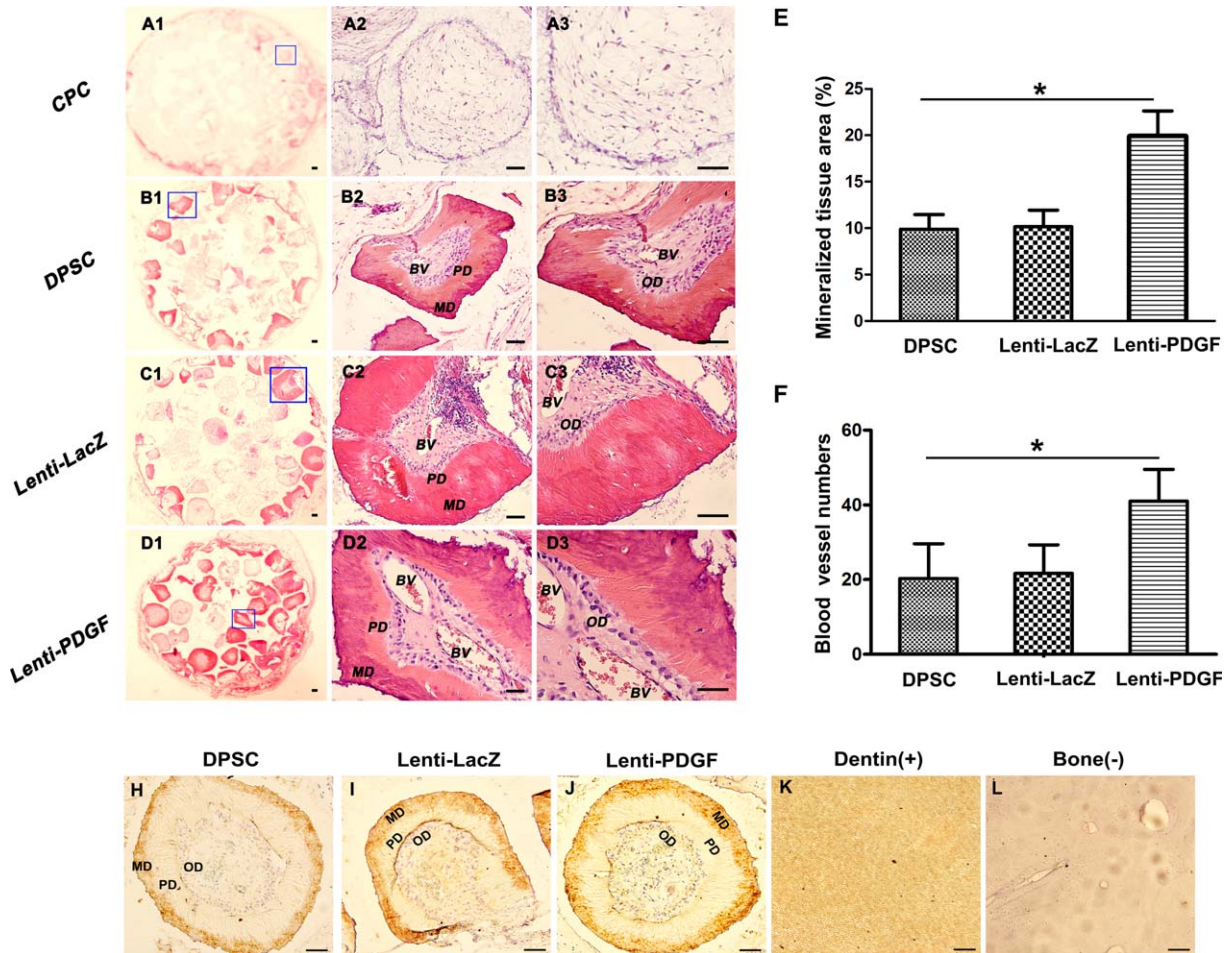 A1
A2
A3
CPC
B1
B2
B3
BV
PD
MD
BV
OD
DPSC
C1
C2
C3
BV
PD
MD
BV
OD
Lenti-LacZ
D1
D2
D3
BV
PD
BV
MD
BV
OD
BV
Lenti-PDGF
E
Mineralized tissue area (%)
25
20
15
10
5
0
*
DPSC
Lenti-LacZ
Lenti-PDGF
F
Blood vessel numbers
60
40
20
0
*
DPSC
Lenti-LacZ
Lenti-PDGF
DPSC
Lenti-LacZ
Lenti-PDGF
Dentin(+)
Bone(-)
H
MD
OD
PD
I
MD
PD
OD
J
MD
OD
PD
K
L